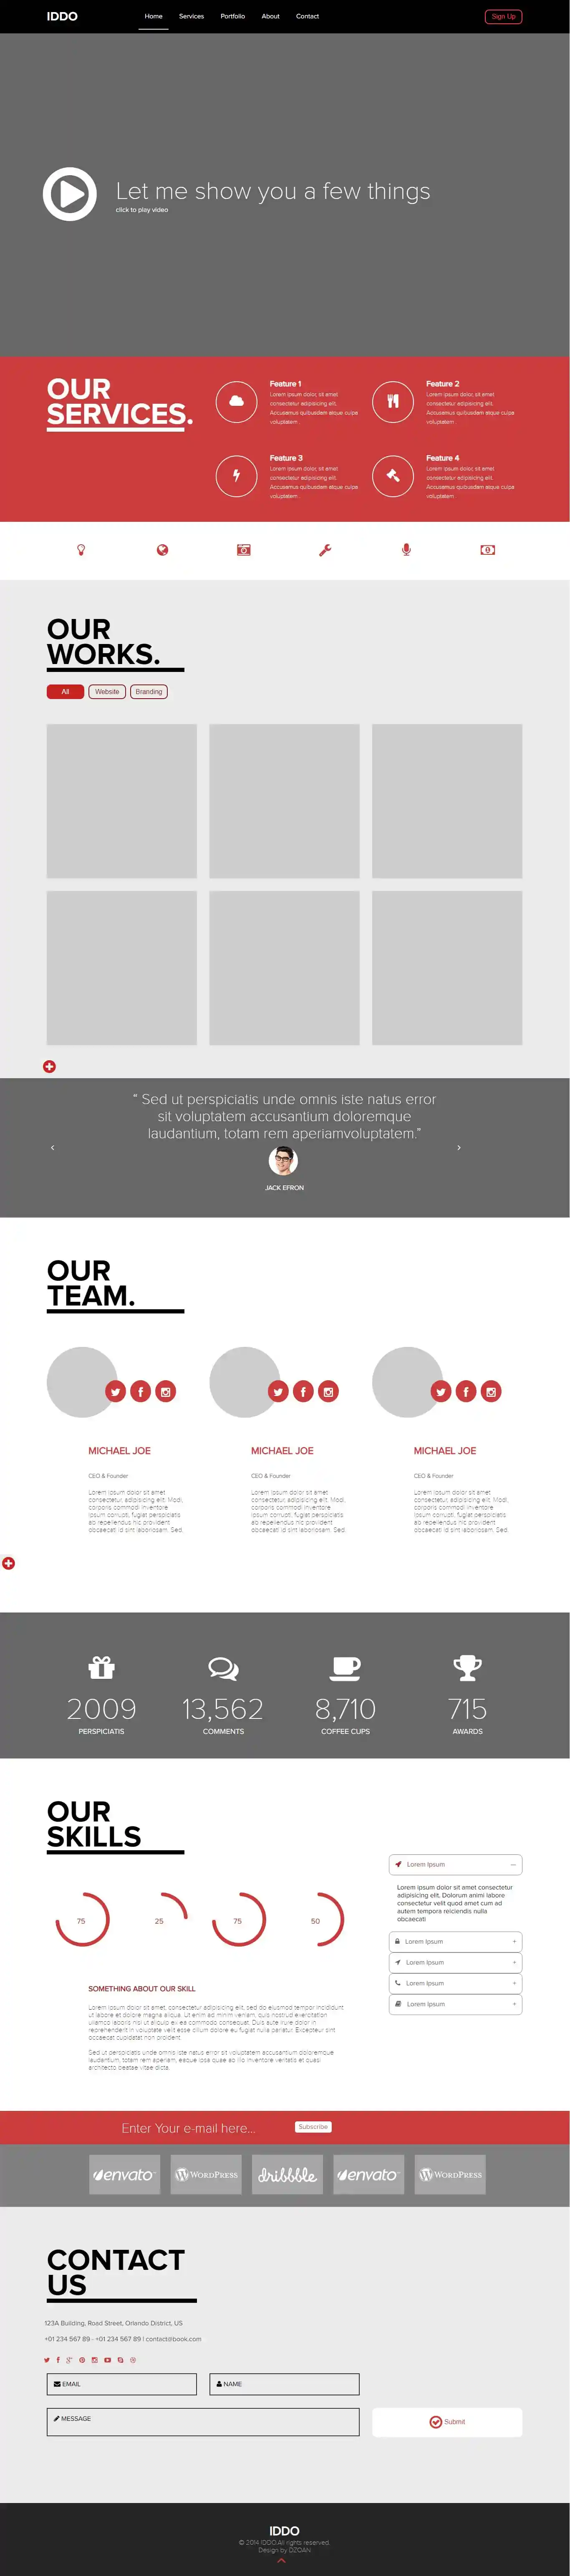 IDDO
Home Services Portfolio About Contact
Sign Up
Let me show you a few things
click to play video
OUR
SERVICES.
Feature 1
Lorem ipsum dolor, sit amet
consectetur adipisicing elit.
Accusamus quibusdam atque culpa
voluptatem .
Feature 2
Lorem ipsum dolor, sit amet
consectetur adipisicing elit.
Accusamus quibusdam atque culpa
voluptatem .
Feature 3
Lorem ipsum dolor, sit amet
consectetur adipisicing elit.
Accusamus quibusdam atque culpa
voluptatem .
Feature 4
Lorem ipsum dolor, sit amet
consectetur adipisicing elit.
Accusamus quibusdam atque culpa
voluptatem .
OUR
WORKS.
All Website Branding
“ Sed ut perspiciatis unde omnis iste natus error
sit voluptatem accusantium doloremque
laudantium, totam rem aperiamvoluptatem.”
JACK EFRON
OUR
TEAM.
MICHAEL JOE
CEO & Founder
Lorem ipsum dolor sit amet
consectetur, adipisicing elit. Modi,
corporis commodi inventore
ipsum corrupti, fugiat perspiciatis
ab repellendus hic provident
obcaecati id sint laboriosam. Sed.
MICHAEL JOE
CEO & Founder
Lorem ipsum dolor sit amet
consectetur, adipisicing elit. Modi,
corporis commodi inventore
ipsum corrupti, fugiat perspiciatis
ab repellendus hic provident
obcaecati id sint laboriosam. Sed.
MICHAEL JOE
CEO & Founder
Lorem ipsum dolor sit amet
consectetur, adipisicing elit. Modi,
corporis commodi inventore
ipsum corrupti, fugiat perspiciatis
ab repellendus hic provident
obcaecati id sint laboriosam. Sed.
2009
PERSPICIATIS
13,562
COMMENTS
8,710
COFFEE CUPS
715
AWARDS
OUR
SKILLS
75 25 75 50
SOMETHING ABOUT OUR SKILL
Lorem ipsum dolor sit amet, consectetur adipisicing elit, sed do eiusmod tempor incididunt
ut labore et dolore magna aliqua. Ut enim ad minim veniam, quis nostrud exercitation
ullamco laboris nisi ut aliquip ex ea commodo consequat. Duis aute irure dolor in
reprehenderit in voluptate velit esse cillum dolore eu fugiat nulla pariatur. Excepteur sint
occaecat cupidatat non proident.
Sed ut perspiciatis unde omnis iste natus error sit voluptatem accusantium doloremque
laudantium, totam rem aperiam, eaque ipsa quae ab illo inventore veritatis et quasi
architecto beatae vitae dicta.
Lorem Ipsum —
Lorem ipsum dolor sit amet consectetur
adipisicing elit. Dolorum animi labore
consectetur velit quod amet cum ad
autem tempora reiciendis nulla
obcaecati
Lorem Ipsum +
Lorem Ipsum +
Lorem Ipsum +
Lorem Ipsum +
Enter Your e-mail here...
Subscribe
envato WORDPRESS dribbble envato WORDPRESS
CONTACT
US
123A Building, Road Street, Orlando District, US
+01 234 567 89 - +01 234 567 89 | contact@book.com
EMAIL
NAME
MESSAGE
Submit
IDDO
© 2014 IDDO.All rights reserved.
Design by DZOAN